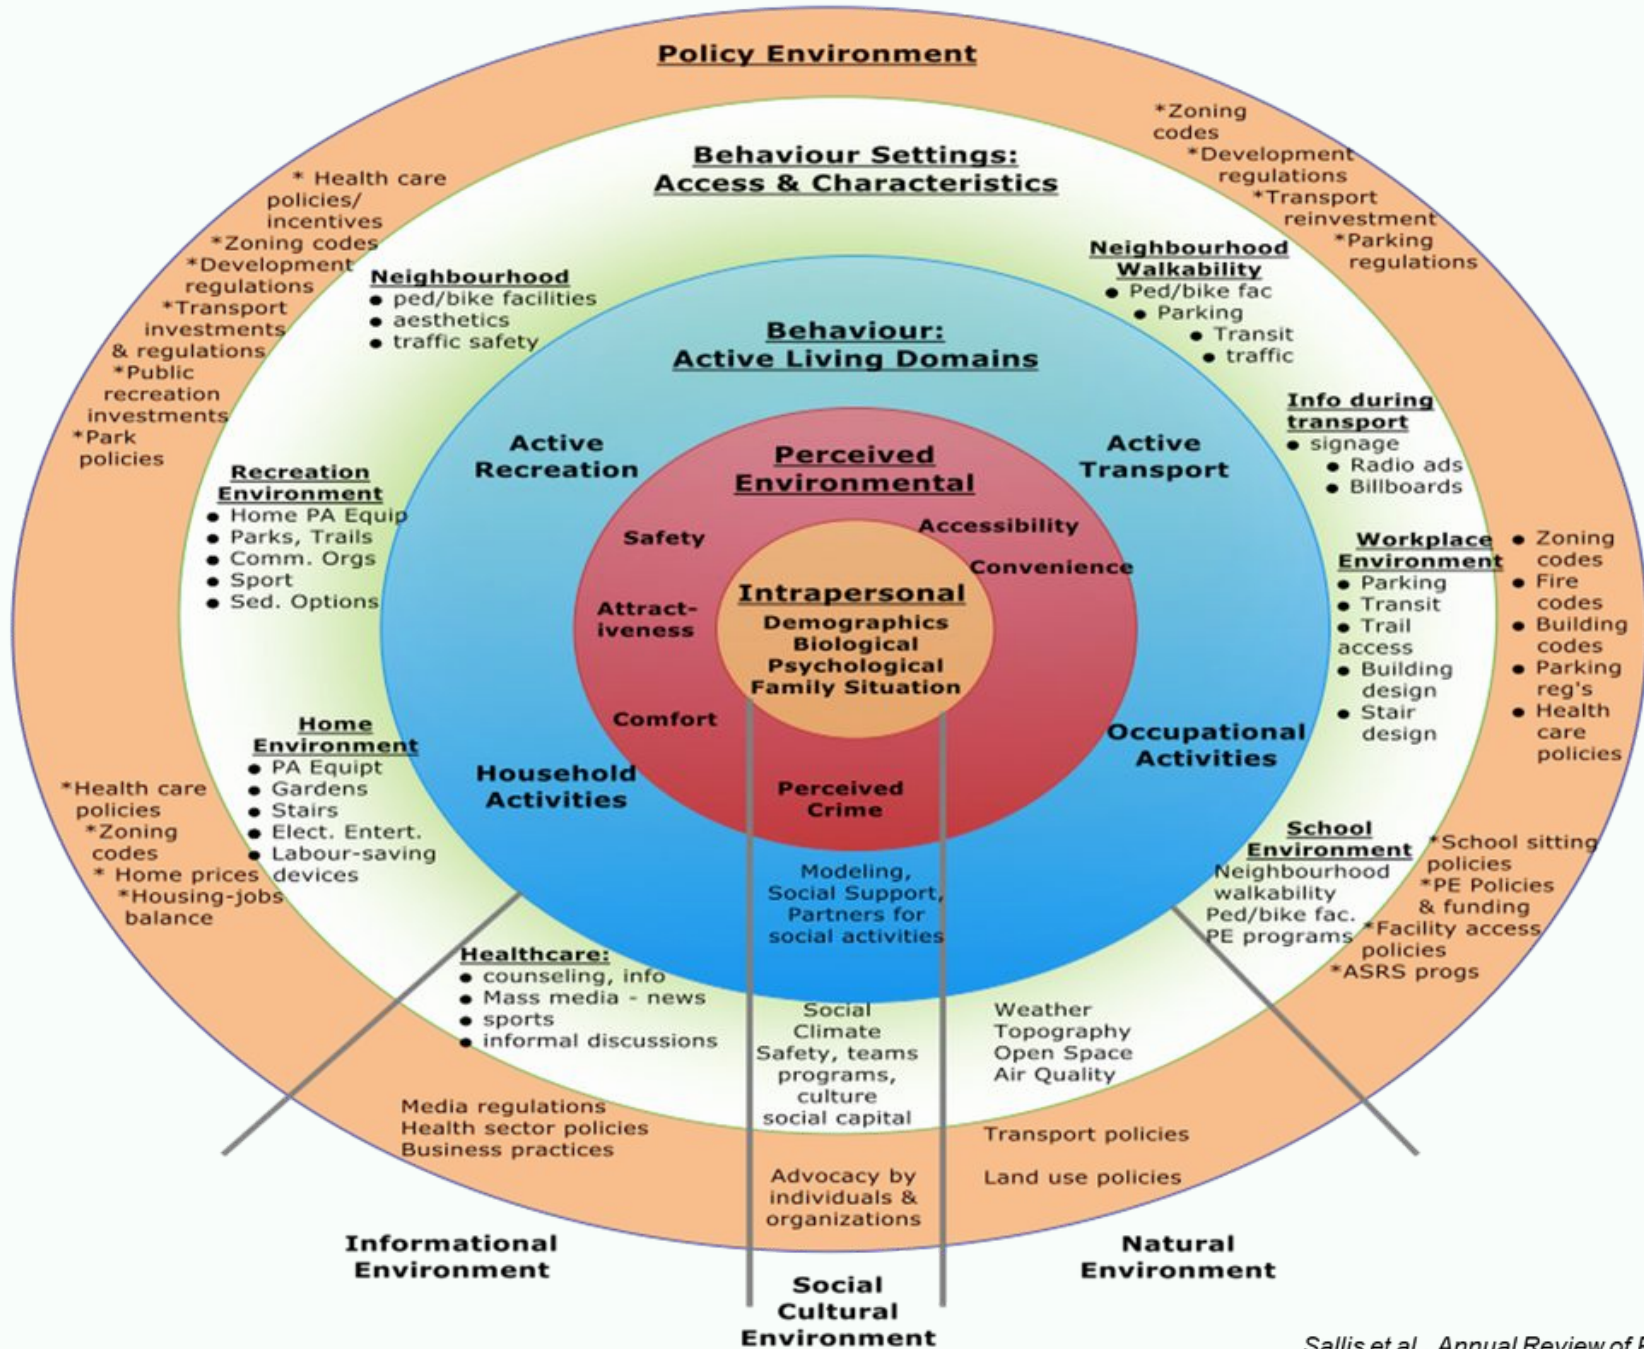 Policy Environment
* Health care
policies/
incentives
*Zoning codes
*Development
regulations
*Transport
investments
& regulations
*Public
recreation
investments
*Park
policies
*Zoning
codes
*Development
regulations
*Transport
reinvestment
*Parking
regulations
Behaviour Settings:
Access & Characteristics
Neighbourhood
● ped/bike facilities
● aesthetics
● traffic safety
Neighbourhood
Walkability
● Ped/bike fac
● Parking
● Transit
● traffic
Info during
transport
● signage
● Radio ads
● Billboards
Recreation
Environment
● Home PA Equip
● Parks, Trails
● Comm. Orgs
● Sport
● Sed. Options
Behaviour:
Active Living Domains
Active
Recreation
Active
Transport
Perceived
Environmental
Safety
Accessibility
Convenience
Attract-
iveness
Comfort
Perceived
Crime
Intrapersonal
Demographics
Biological
Psychological
Family Situation
Workplace
Environment
● Parking
● Transit
● Trail
access
● Building
design
● Stair
design
● Zoning
codes
● Fire
codes
● Building
codes
● Parking
reg's
● Health
care
policies
Home
Environment
● PA Equipt
● Gardens
● Stairs
● Elect. Entert.
● Labour-saving
devices
*Health care
policies
*Zoning
codes
* Home prices
*Housing-jobs
balance
Household
Activities
Occupational
Activities
Modeling,
Social Support,
Partners for
social activities
School
Environment
Neighbourhood
walkability
Ped/bike fac.
PE programs
*School sitting
policies
*PE Policies
& funding
*Facility access
policies
*ASRS progs
Healthcare:
● counseling, info
● Mass media - news
● sports
● informal discussions
Social
Climate
Safety, teams
programs,
culture
social capital
Weather
Topography
Open Space
Air Quality
Media regulations
Health sector policies
Business practices
Advocacy by
individuals &
organizations
Transport policies
Land use policies
Informational
Environment
Social
Cultural
Environment
Natural
Environment
Sallis et al., Annual Review of